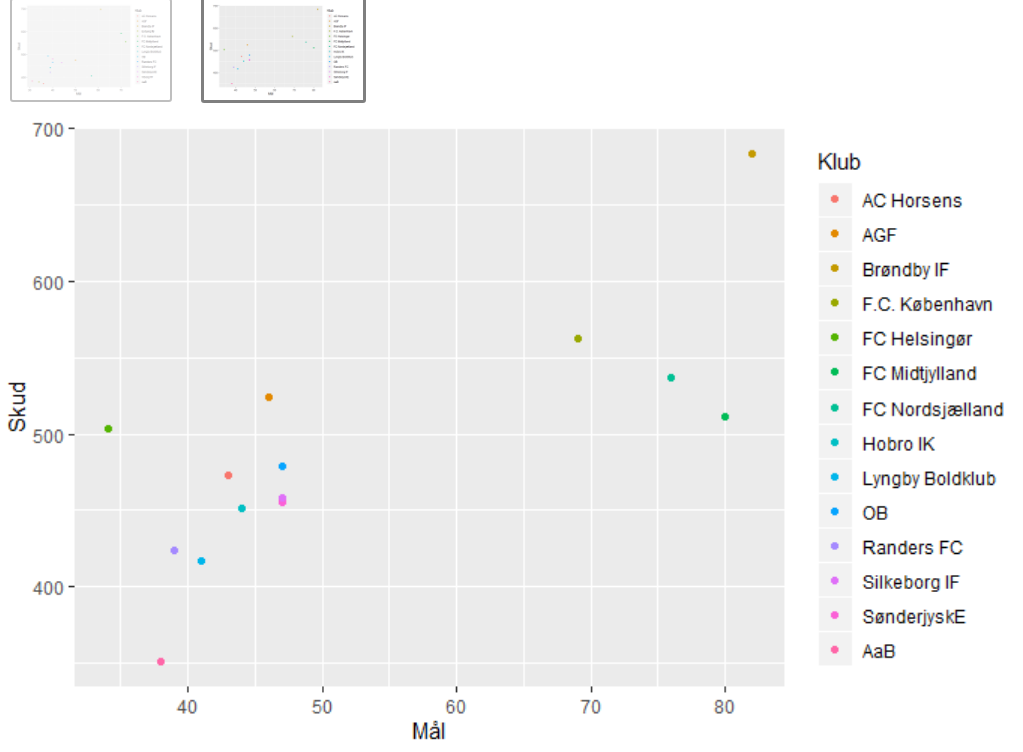 700
600
500
400
Skud
40 50 60 70 80
Mål
Klub
AC Horsens
AGF
Brøndby IF
F.C. København
FC Helsingør
FC Midtjylland
FC Nordsjælland
Hobro IK
Lyngby Boldklub
OB
Randers FC
Silkeborg IF
SønderjyskE
AaB